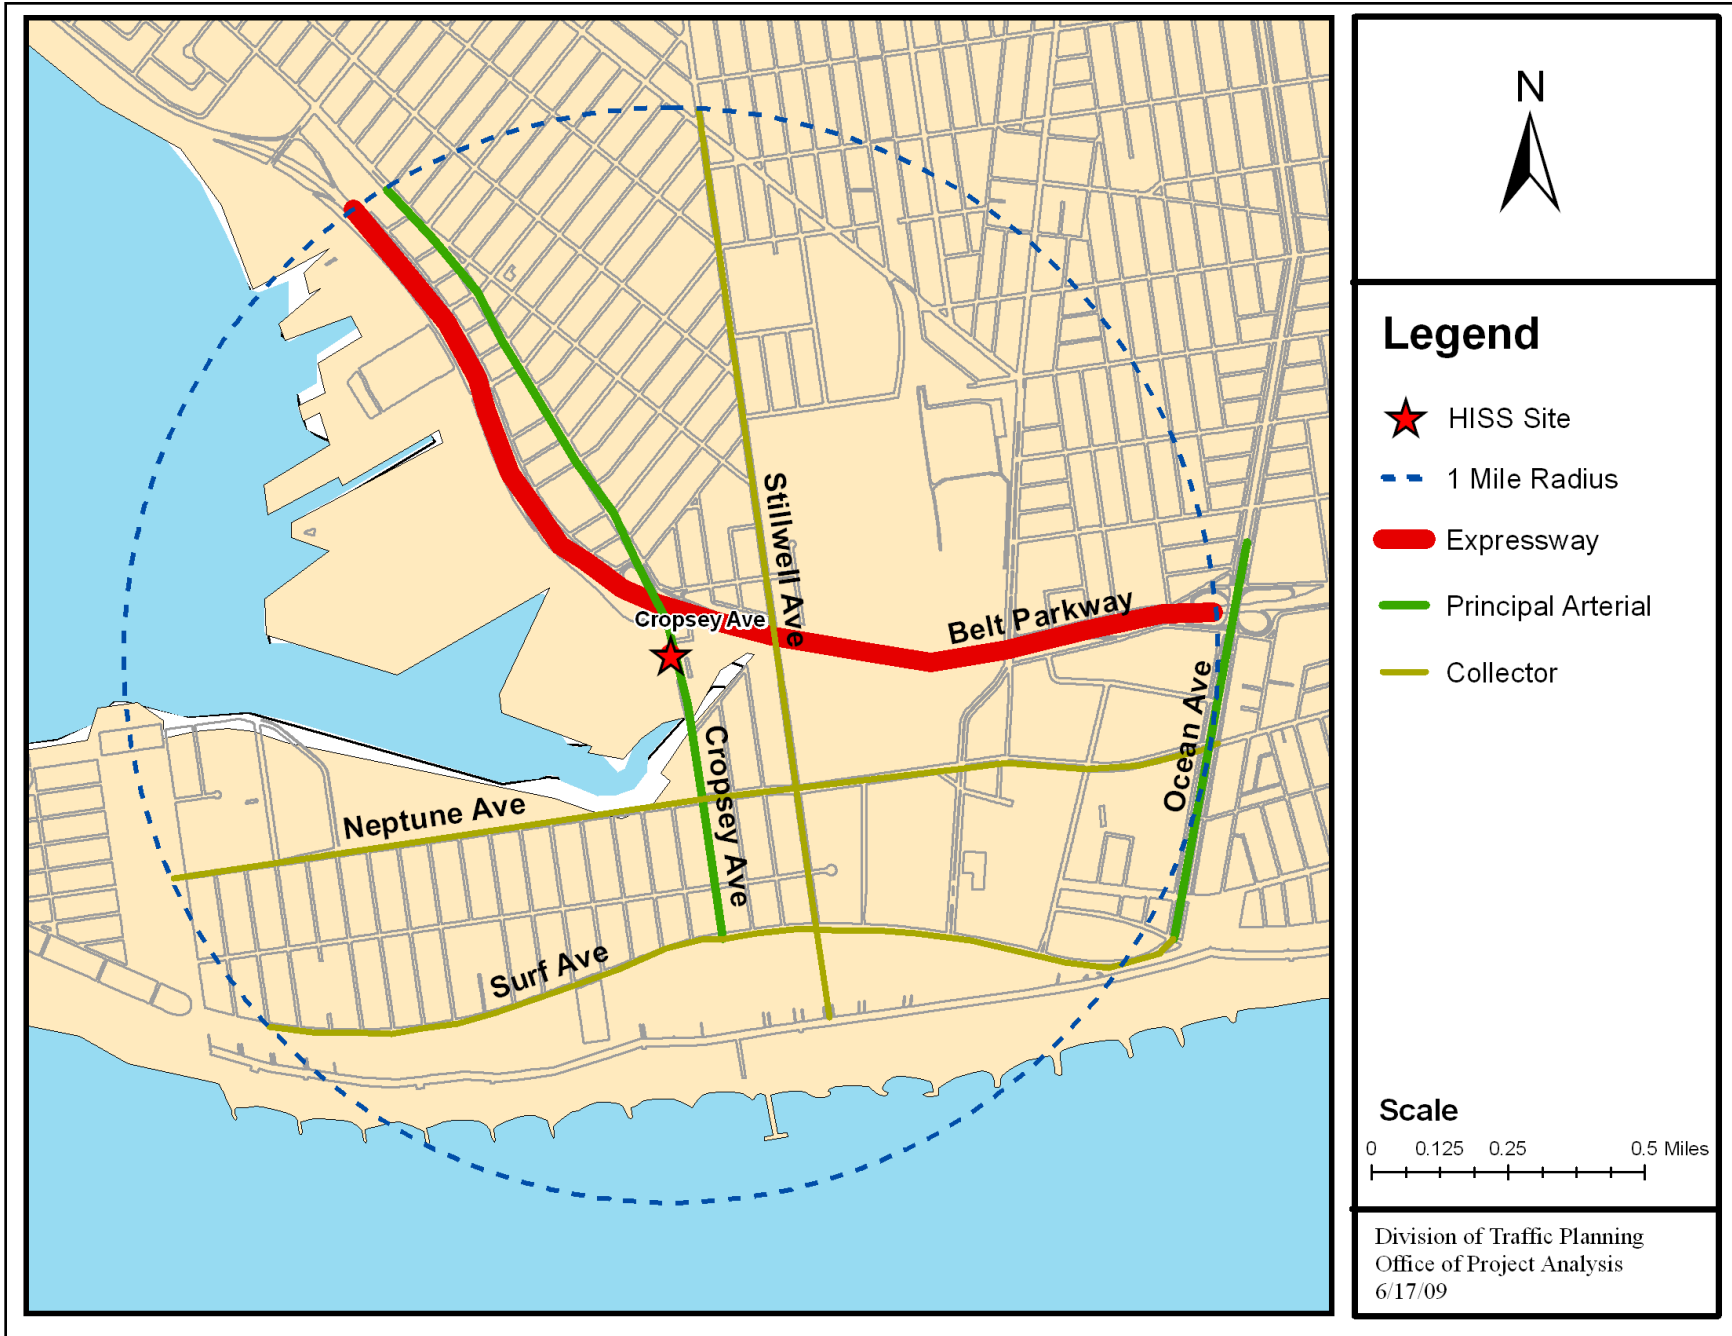 N
Legend
HISS Site
1 Mile Radius
Expressway
Principal Arterial
Collector
Stillwell Ave
Cropsey Ave
Belt Parkway
Ocean Ave
Cropsey Ave
Neptune Ave
Surf Ave
Scale
0 0.125 0.25 0.5 Miles
Division of Traffic Planning
Office of Project Analysis
6/17/09